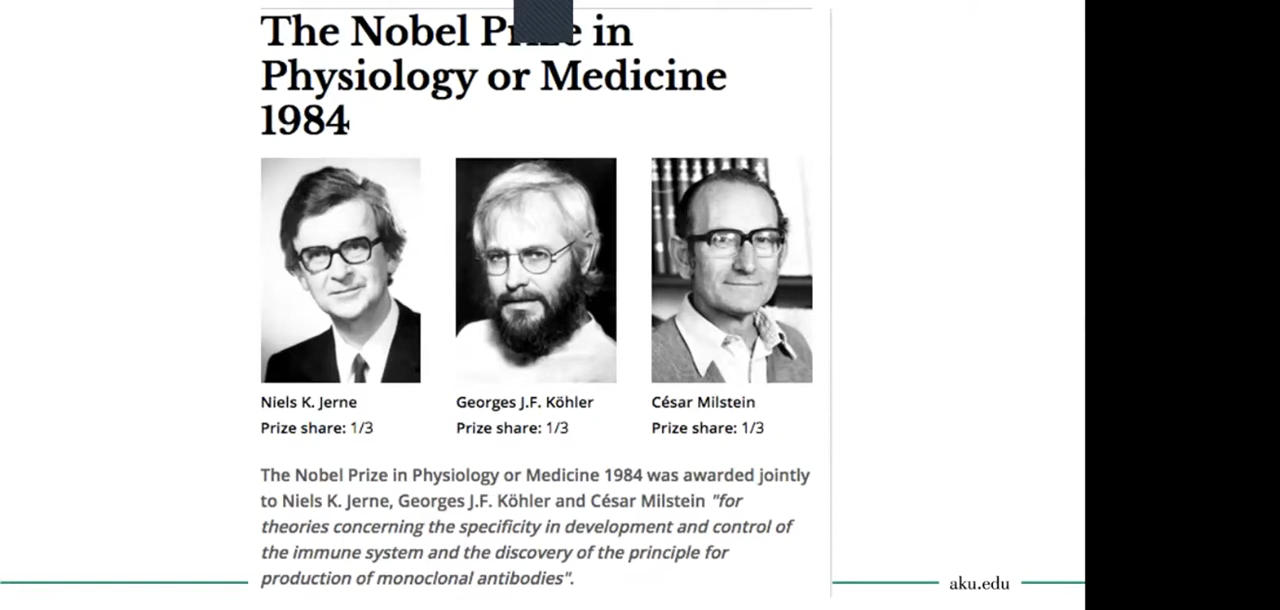 The Nobel Prize in
Physiology or Medicine
1984
Niels K. Jerne
Prize share: 1/3
Georges J.F. Köhler
Prize share: 1/3
César Milstein
Prize share: 1/3
The Nobel Prize in Physiology or Medicine 1984 was awarded jointly
to Niels K. Jerne, Georges J.F. Köhler and César Milstein "for
theories concerning the specificity in development and control of
the immune system and the discovery of the principle for
production of monoclonal antibodies".
aku.edu